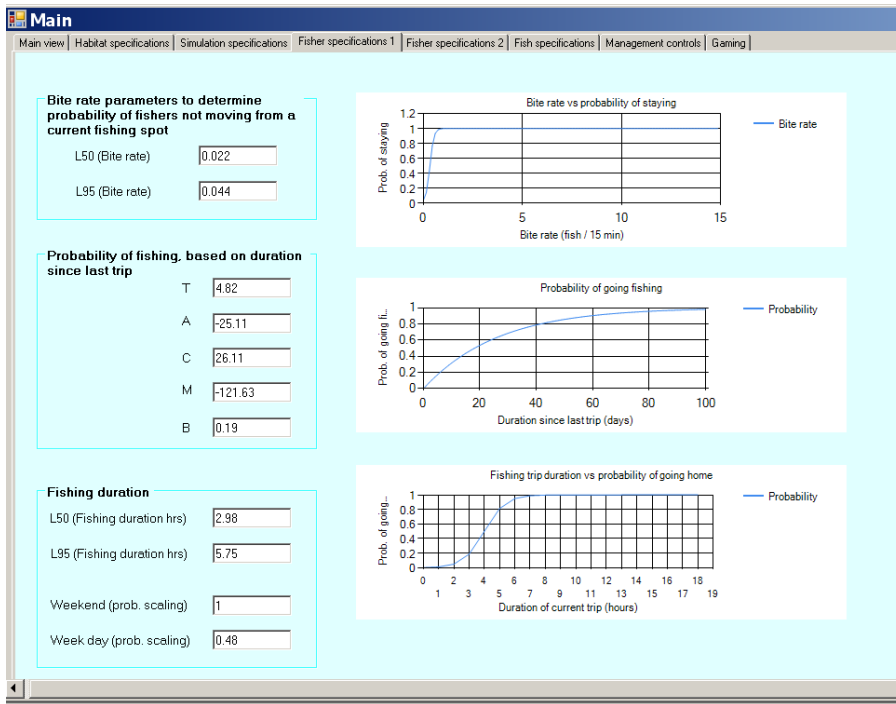 Main
Main view Habitat specifications Simulation specifications Fisher specifications 1 Fisher specifications 2 Fish specifications Management controls Gaming
Bite rate parameters to determine
probability of fishers not moving from a
current fishing spot
L50 (Bite rate) 0.022
L95 (Bite rate) 0.044
Bite rate vs probability of staying
Prob. of staying
1.2
1
0.8
0.6
0.4
0.2
0
0 5 10 15
Bite rate (fish / 15 min)
Bite rate
Probability of fishing, based on duration
since last trip
T 4.82
A -25.11
C 26.11
M -121.63
B 0.19
Probability of going fishing
Prob. of going fi...
1
0.8
0.6
0.4
0.2
0
0 20 40 60 80 100
Duration since last trip (days)
Probability
Fishing duration
L50 (Fishing duration hrs) 2.98
L95 (Fishing duration hrs) 5.75
Weekend (prob. scaling) 1
Week day (prob. scaling) 0.48
Fishing trip duration vs probability of going home
Prob. of going...
1
0.8
0.6
0.4
0.2
0
0 2 4 6 8 10 12 14 16 18
1 3 5 7 9 11 13 15 17 19
Duration of current trip (hours)
Probability